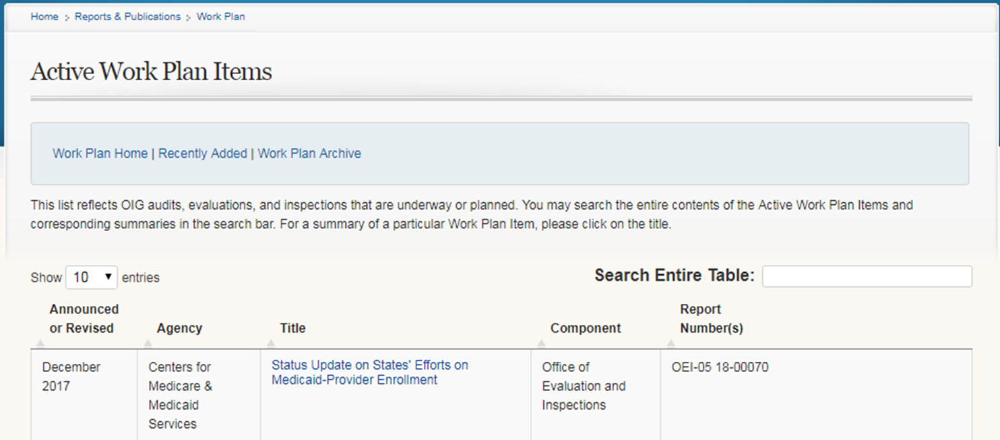 Home > Reports & Publications > Work Plan
Active Work Plan Items
Work Plan Home | Recently Added | Work Plan Archive
This list reflects OIG audits, evaluations, and inspections that are underway or planned. You may search the entire contents of the Active Work Plan Items and
corresponding summaries in the search bar. For a summary of a particular Work Plan Item, please click on the title.
Show 10 entries
Search Entire Table:
Announced
or Revised
Agency
Title
Component
Report
Number(s)
December
2017
Centers for
Medicare &
Medicaid
Services
Status Update on States' Efforts on
Medicaid-Provider Enrollment
Office of
Evaluation and
Inspections
OEI-05 18-00070